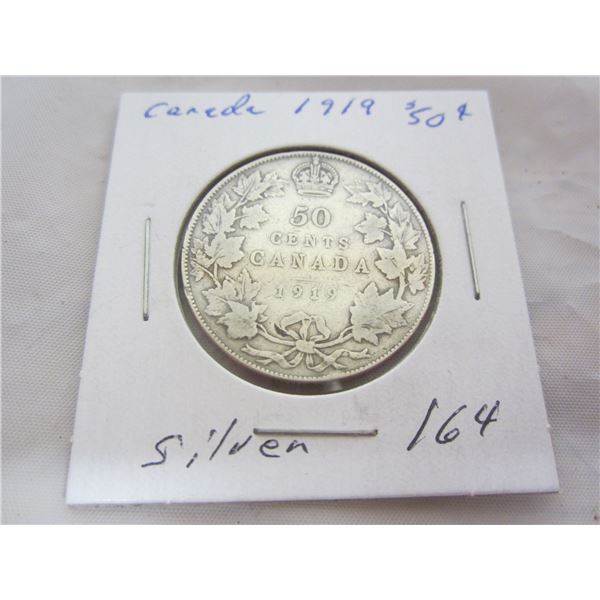 Canada 1919 $50¢
50
CENTS
CANADA
1919
Silver 164